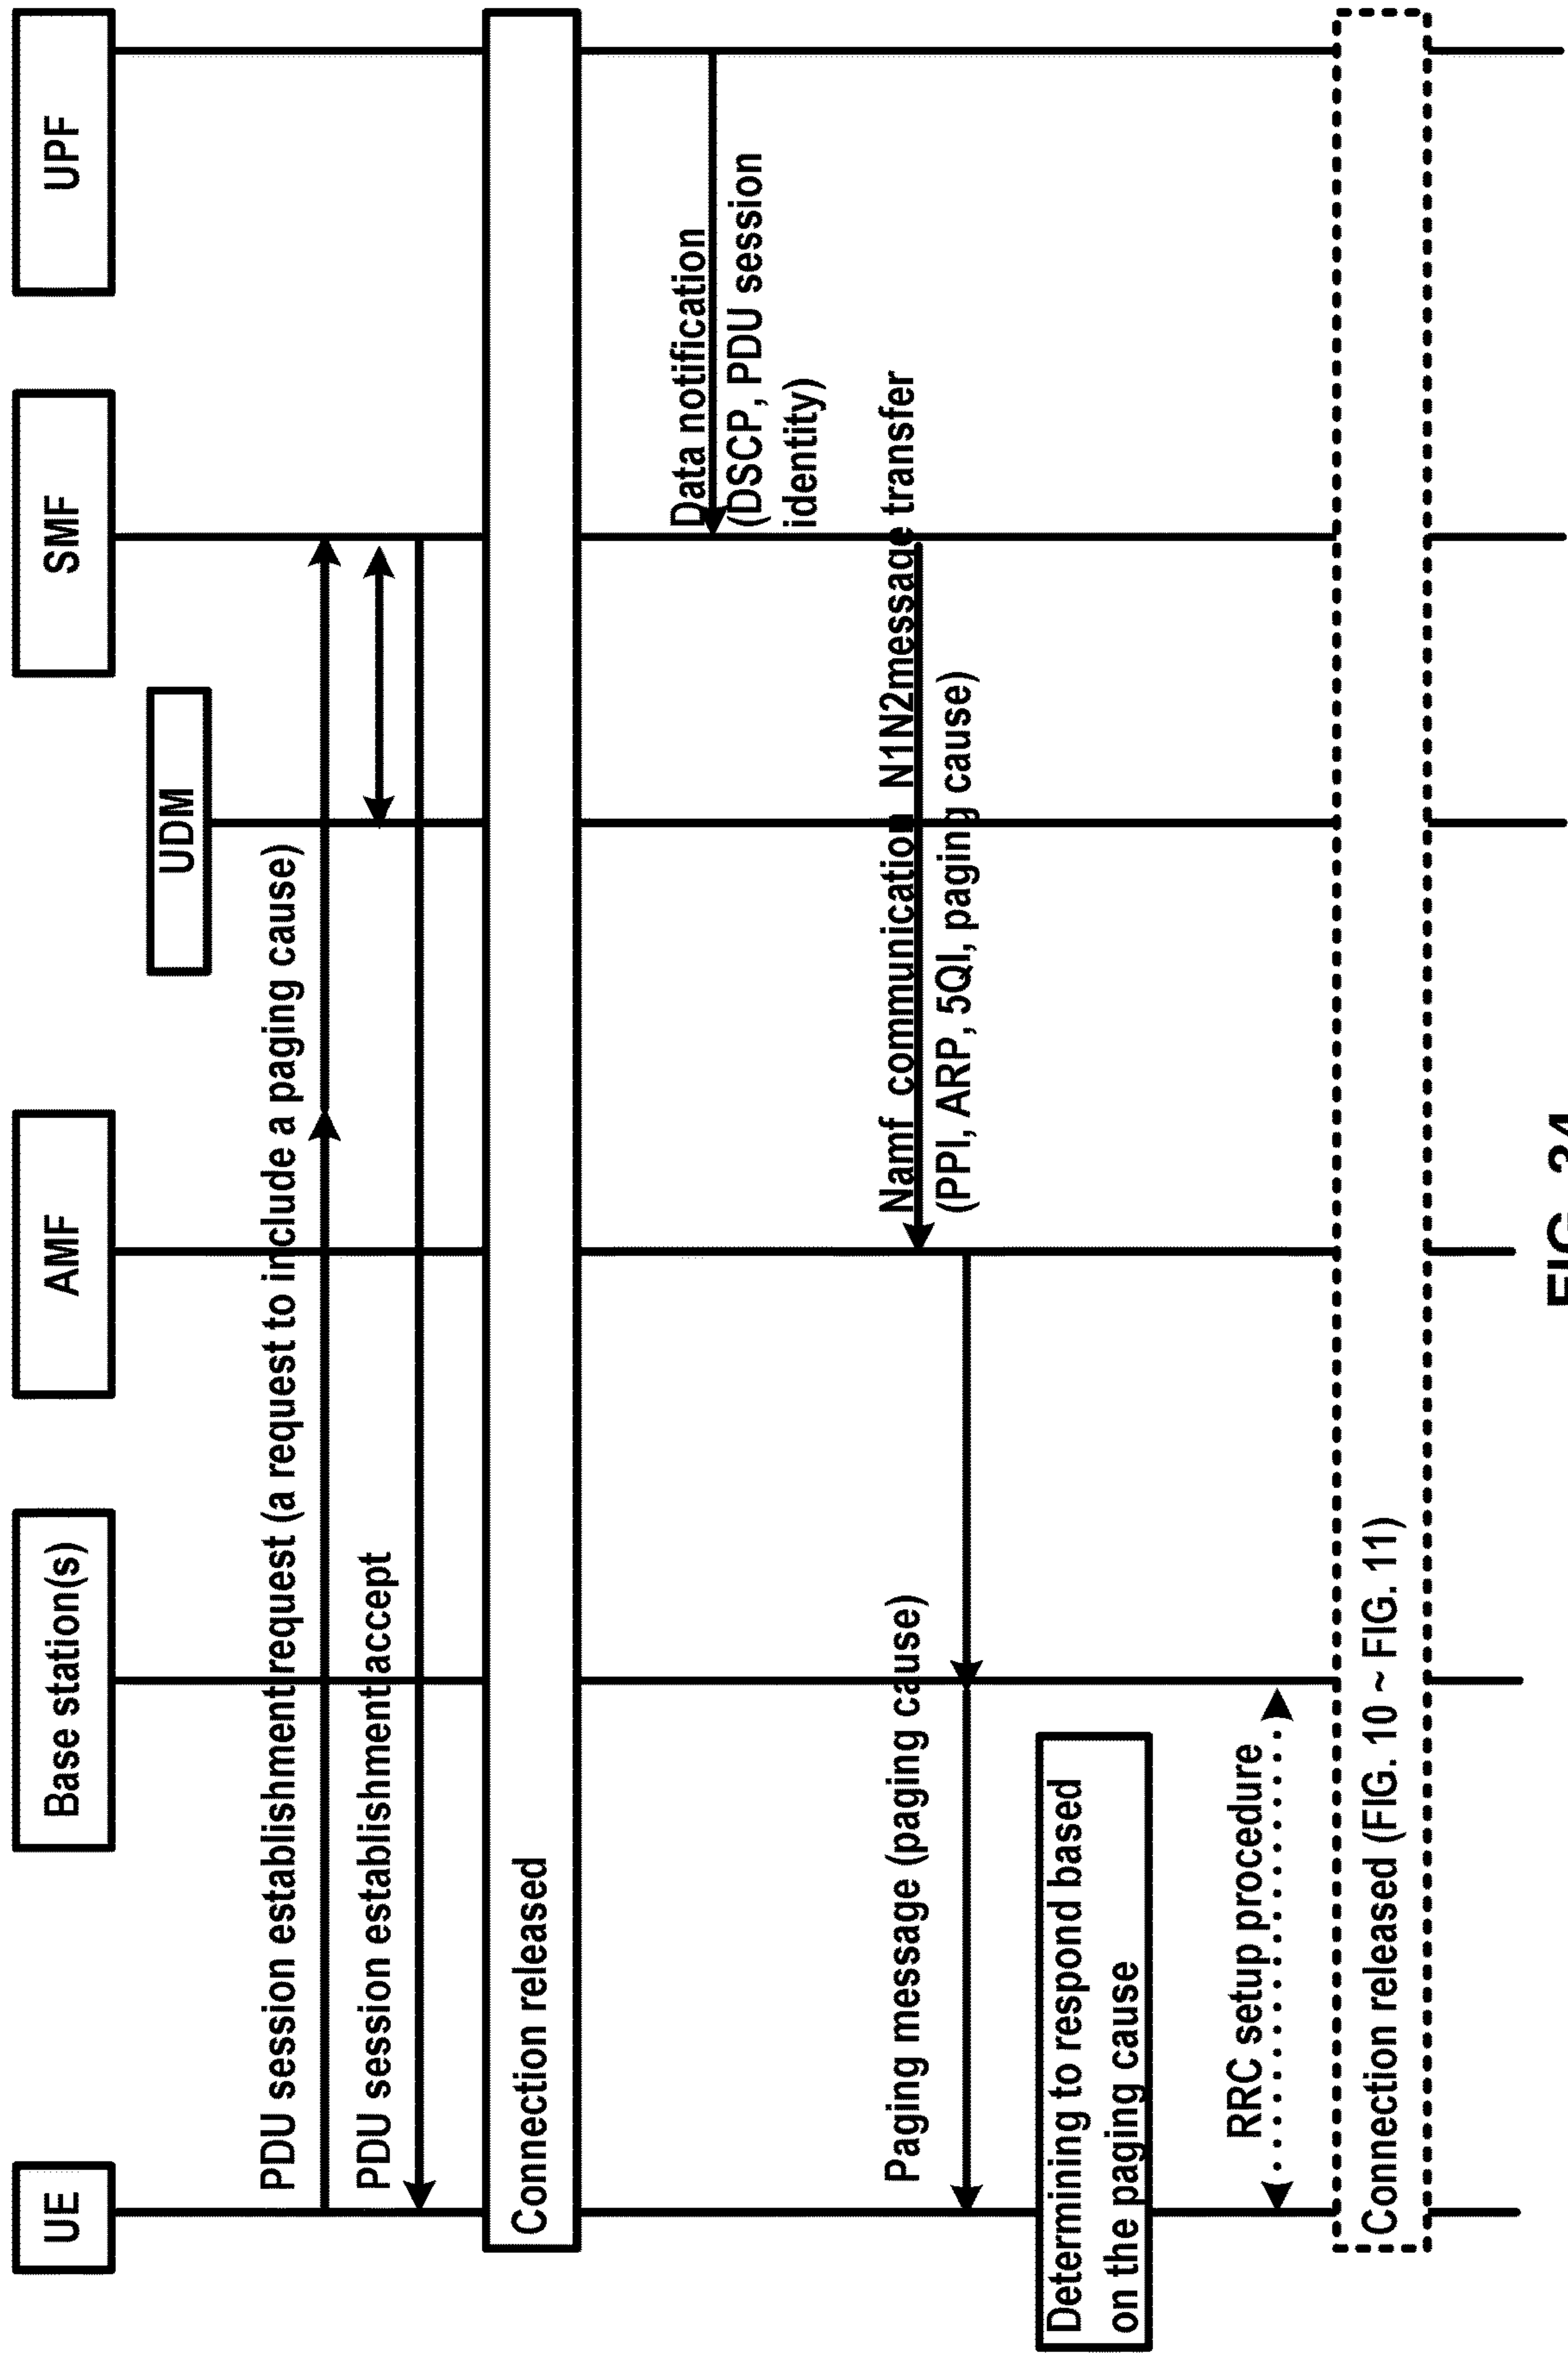 UE
Base station(s)
AMF
UDM
SMF
UPF
PDU session establishment request (a request to include a paging cause)
PDU session establishment accept
Connection released
Data notification
(DSCP, PDU session
identity)
Namf_communication_N1N2message transfer
(PPI, ARP, 5QI, paging cause)
Paging message (paging cause)
Determining to respond based
on the paging cause
RRC setup procedure
Connection released (FIG. 10 ~ FIG. 11)
FIG. 24